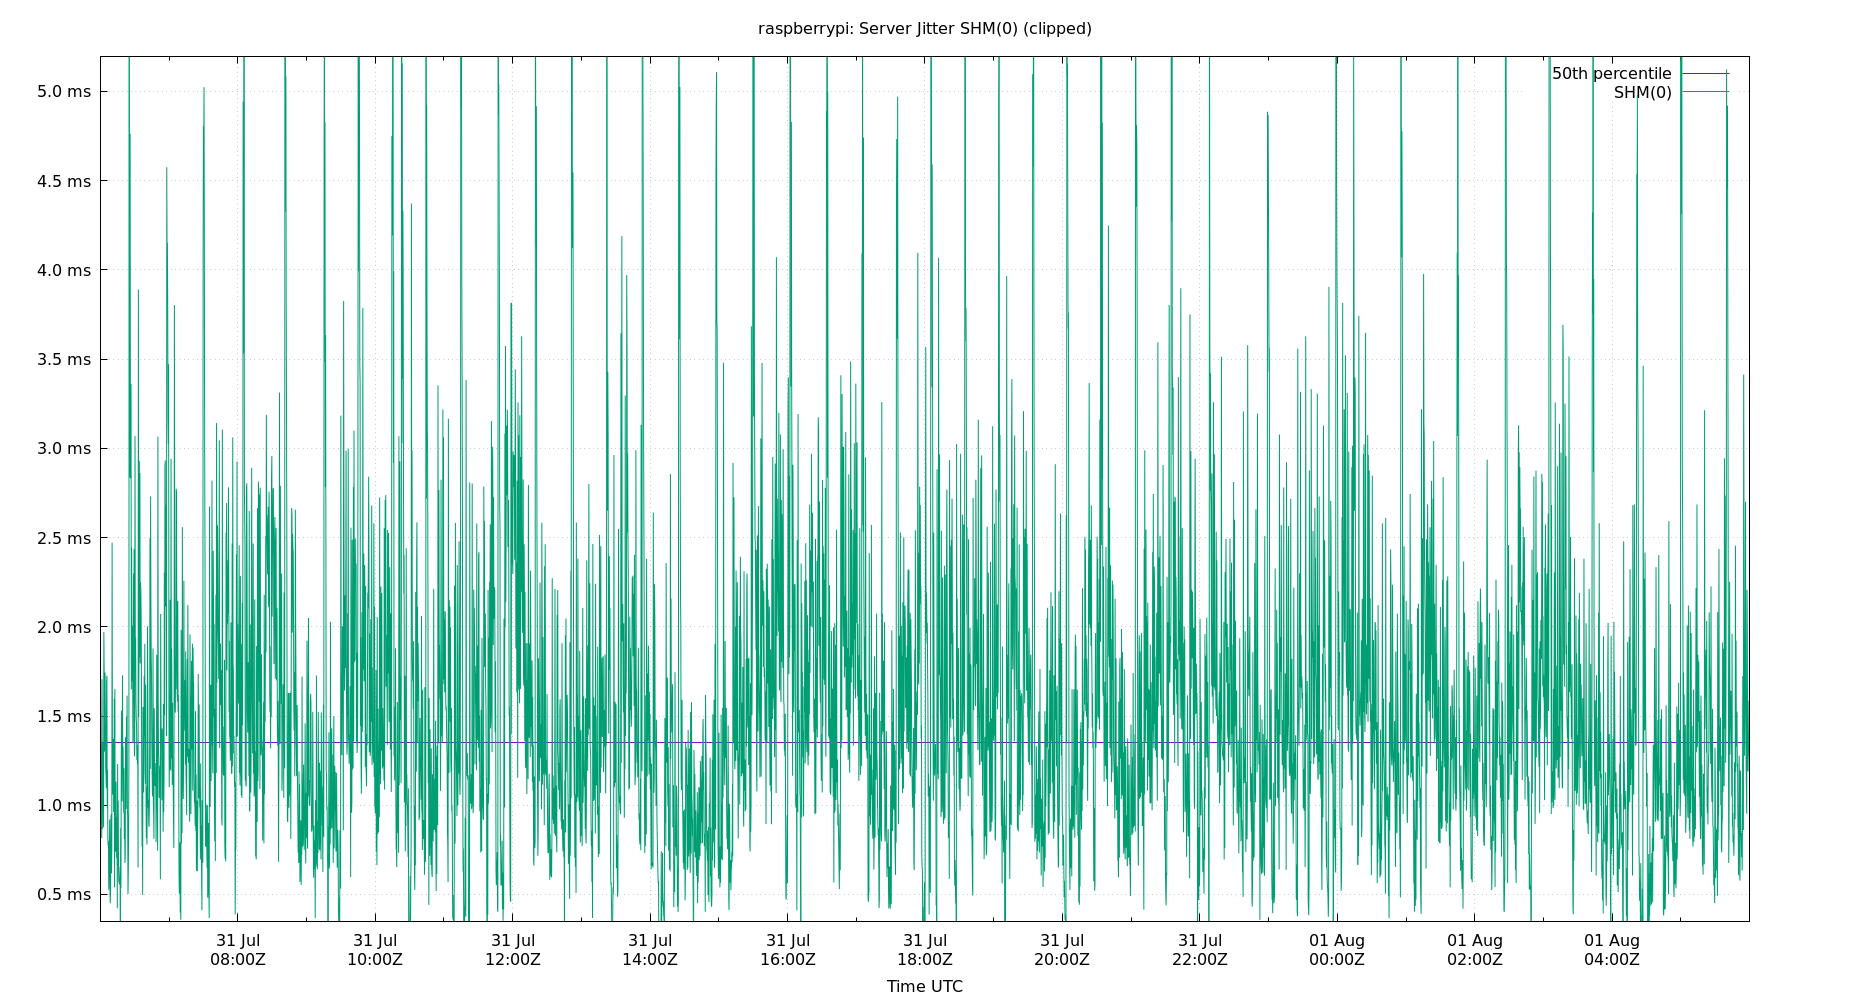 raspberrypi: Server Jitter SHM(0) (clipped)
50th percentile
SHM(0)
5.0 ms
4.5 ms
4.0 ms
3.5 ms
3.0 ms
2.5 ms
2.0 ms
1.5 ms
1.0 ms
0.5 ms
31 Jul 31 Jul 31 Jul 31 Jul 31 Jul 31 Jul 31 Jul 31 Jul 01 Aug 01 Aug 01 Aug
08:00Z 10:00Z 12:00Z 14:00Z 16:00Z 18:00Z 20:00Z 22:00Z 00:00Z 02:00Z 04:00Z
Time UTC